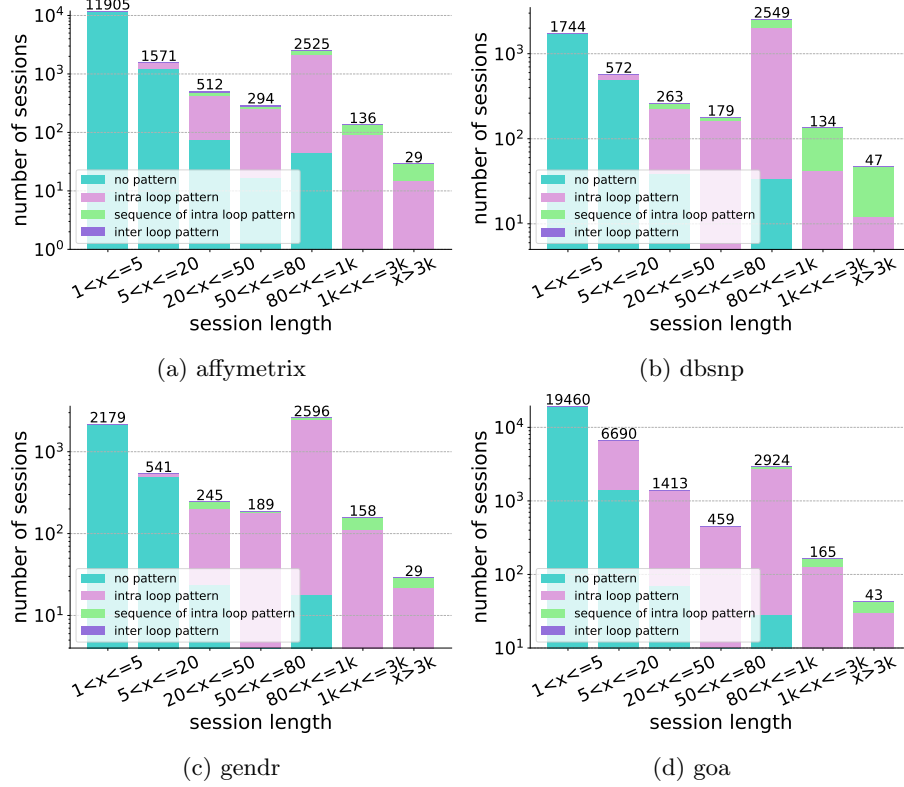 number of sessions
10⁴
10³
10²
10¹
10⁰
11905
1571
512
294
2525
136
29
no pattern
intra loop pattern
sequence of intra loop pattern
inter loop pattern
1<x<=5
5<x<=20
20<x<=50
50<x<=80
80<x<=1k
1k<x<=3k
x>3k
session length
(a) affymetrix
number of sessions
10³
10²
10¹
1744
572
263
179
2549
134
47
no pattern
intra loop pattern
sequence of intra loop pattern
inter loop pattern
1<x<=5
5<x<=20
20<x<=50
50<x<=80
80<x<=1k
1k<x<=3k
x>3k
session length
(b) dbsnp
number of sessions
10³
10²
10¹
2179
541
245
189
2596
158
29
no pattern
intra loop pattern
sequence of intra loop pattern
inter loop pattern
1<x<=5
5<x<=20
20<x<=50
50<x<=80
80<x<=1k
1k<x<=3k
x>3k
session length
(c) gendr
number of sessions
10⁴
10³
10²
10¹
19460
6690
1413
459
2924
165
43
no pattern
intra loop pattern
sequence of intra loop pattern
inter loop pattern
1<x<=5
5<x<=20
20<x<=50
50<x<=80
80<x<=1k
1k<x<=3k
x>3k
session length
(d) goa